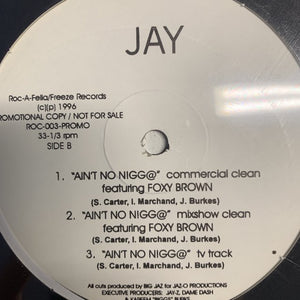 JAY
Roc-A-Fella/Freeze Records
(c)(p) 1996
PROMOTIONAL COPY / NOT FOR SALE
ROC-003-PROMO
33-1/3 rpm
SIDE B
1. "AIN'T NO NIGG@" commercial clean
featuring FOXY BROWN
(S. Carter, I. Marchand, J. Burkes)
2. "AIN'T NO NIGG@" mixshow clean
featuring FOXY BROWN
(S. Carter, I. Marchand, J. Burkes)
3. "AIN'T NO NIGG@" tv track
(S. Carter, I. Marchand, J. Burkes)
All cuts produced by BIG JAZ for JAZ-O PRODUCTIONS
EXECUTIVE PRODUCERS: JAY-Z, DAME DASH
& KAREEM "BIGGS" BURKE